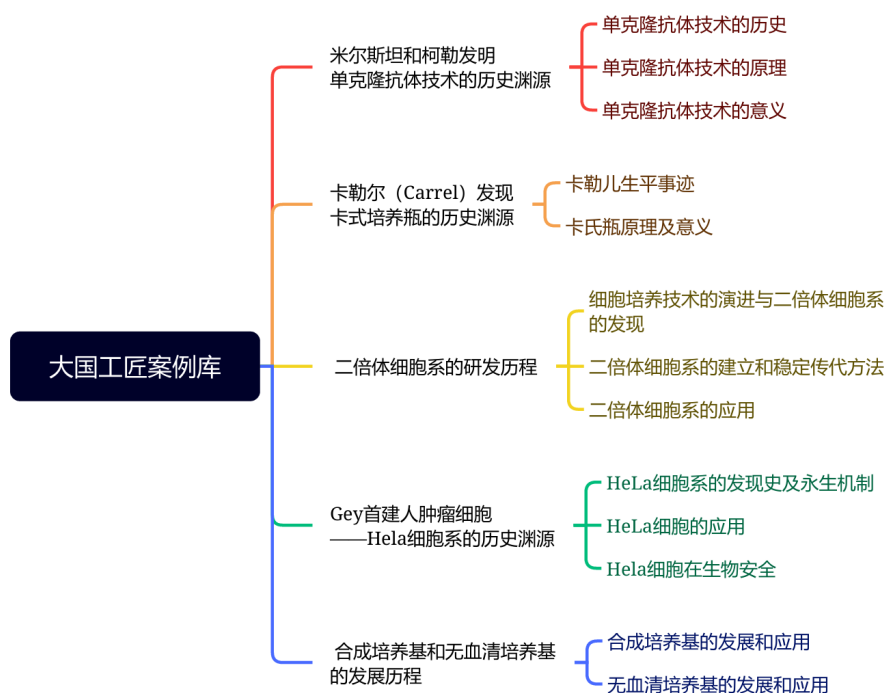 大国工匠案例库
米尔斯坦和柯勒发明
单克隆抗体技术的历史渊源
单克隆抗体技术的历史
单克隆抗体技术的原理
单克隆抗体技术的意义
卡勒尔（Carrel）发现
卡式培养瓶的历史渊源
卡勒儿生平事迹
卡氏瓶原理及意义
二倍体细胞系的研发历程
细胞培养技术的演进与二倍体细胞系
的发现
二倍体细胞系的建立和稳定传代方法
二倍体细胞系的应用
Gey首建人肿瘤细胞
——Hela细胞系的历史渊源
HeLa细胞系的发现史及永生机制
HeLa细胞的应用
Hela细胞在生物安全
合成培养基和无血清培养基
的发展历程
合成培养基的发展和应用
无血清培养基的发展和应用